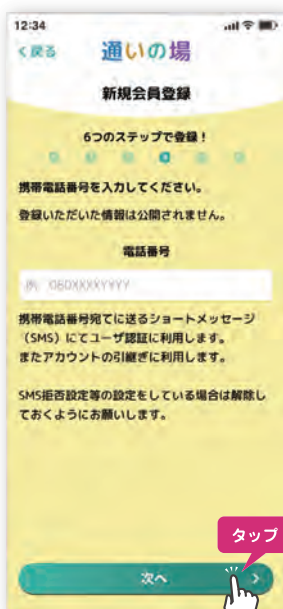 12:34
< 戻る
通いの場
新規会員登録
6つのステップで登録！
携帯電話番号を入力してください。
登録いただいた情報は公開されません。
電話番号
例）080XXXXYYYY
携帯電話番号宛てに送るショートメッセージ
（SMS）にてユーザ認証に利用します。
またアカウントの引継ぎに利用します。
SMS拒否設定等の設定をしている場合は解除し
ておくようにお願いします。
タップ
次へ